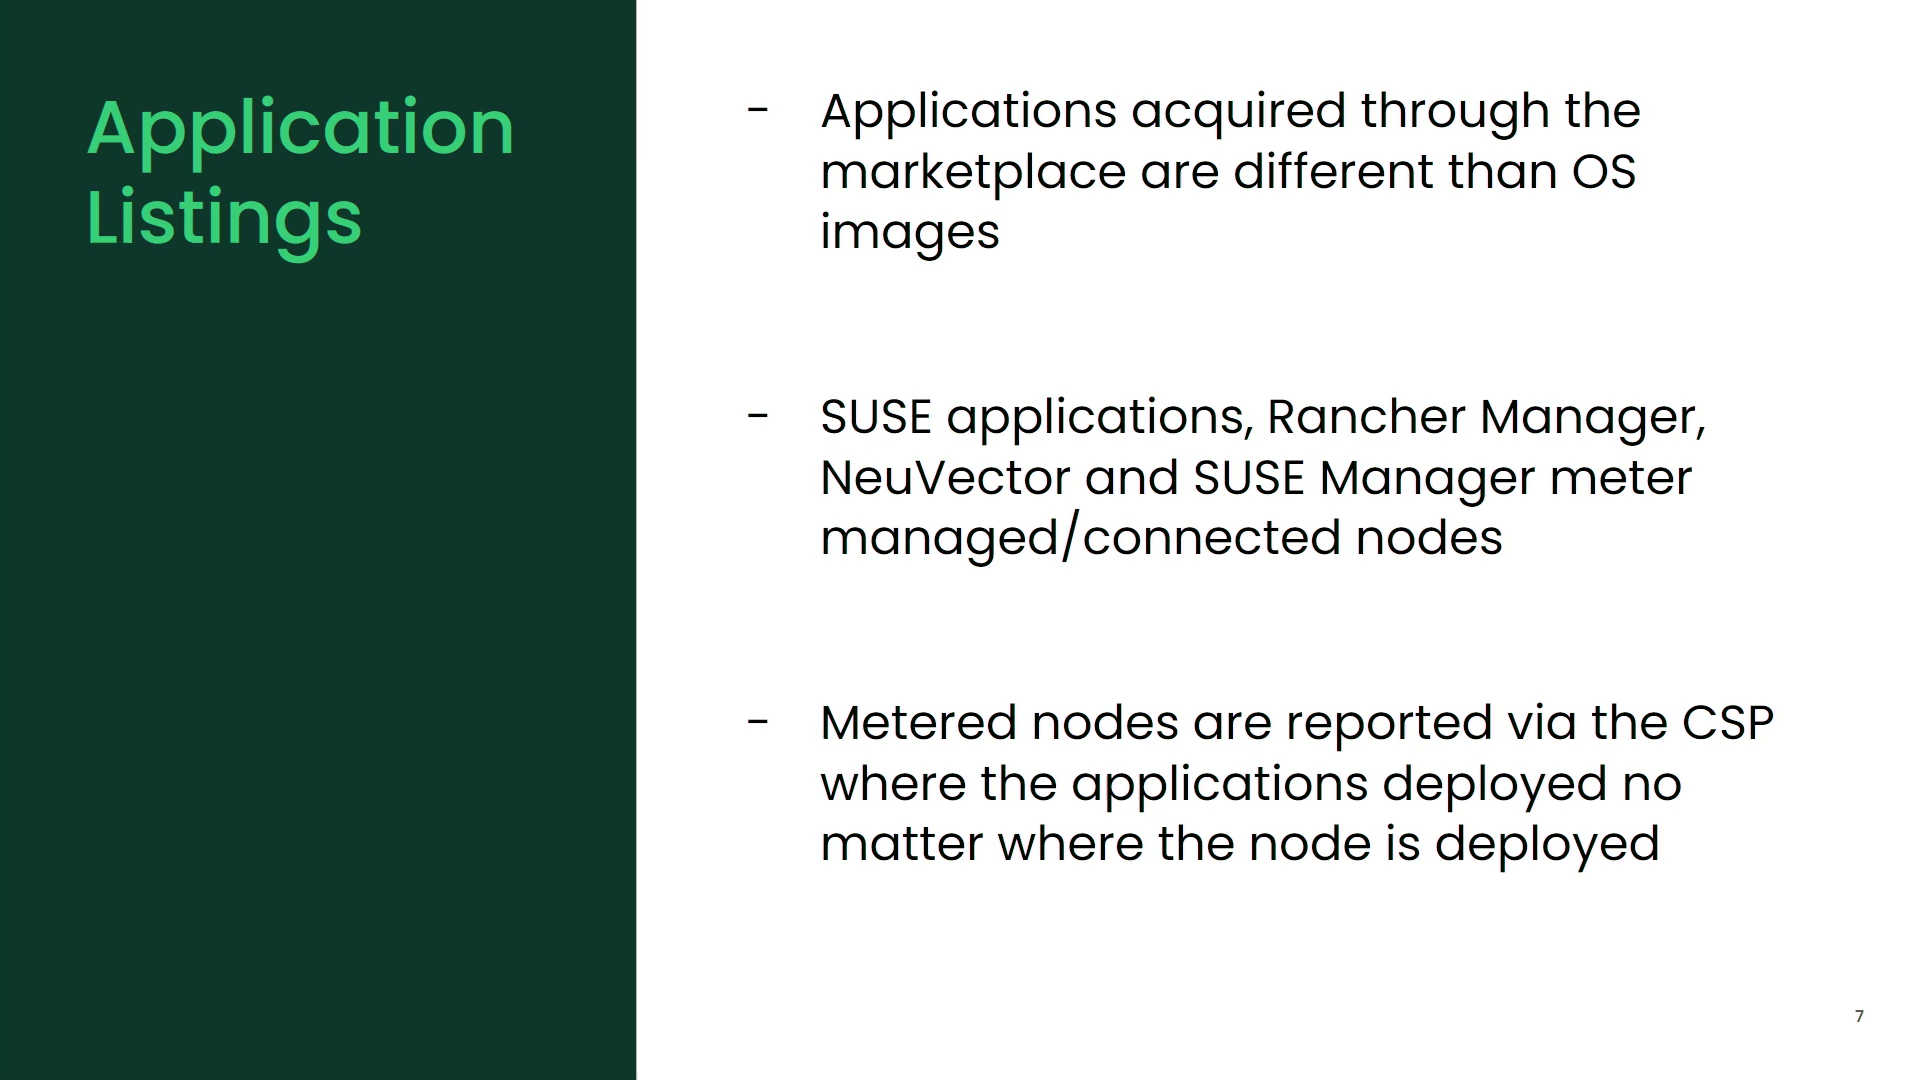 Application
Listings
- Applications acquired through the
marketplace are different than OS
images
- SUSE applications, Rancher Manager,
NeuVector and SUSE Manager meter
managed/connected nodes
- Metered nodes are reported via the CSP
where the applications deployed no
matter where the node is deployed
7